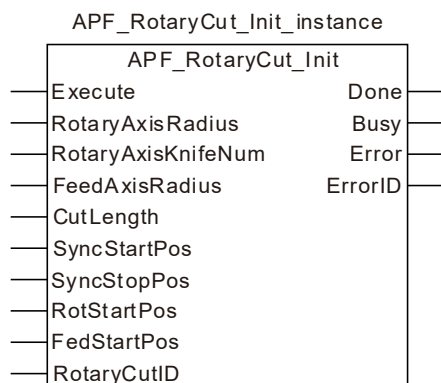 APF_RotaryCut_Init_instance
APF_RotaryCut_Init
Execute Done
RotaryAxisRadius Busy
RotaryAxisKnifeNum Error
FeedAxisRadius ErrorID
CutLength
SyncStartPos
SyncStopPos
RotStartPos
FedStartPos
RotaryCutID